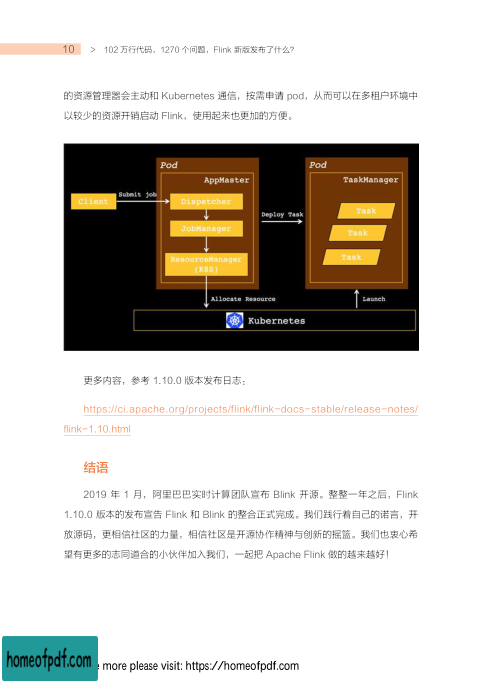 10 > 102 万行代码，1270 个问题，Flink 新版发布了什么？
的资源管理器会主动和 Kubernetes 通信，按需申请 pod，从而可以在多租户环境中
以较少的资源开销启动 Flink，使用起来也更加的方便。
Pod
AppMaster
Pod
TaskManager
Client
Submit job
Dispatcher
JobManager
ResourceManager
(K8S)
Deploy Task
Task
Task
Task
Allocate Resource
Launch
Kubernetes
更多内容，参考 1.10.0 版本发布日志：
https://ci.apache.org/projects/flink/flink-docs-stable/release-notes/
flink-1.10.html
结语
2019 年 1 月，阿里巴巴实时计算团队宣布 Blink 开源。整整一年之后，Flink
1.10.0 版本的发布宣告 Flink 和 Blink 的整合正式完成。我们践行着自己的诺言，开
放源码，更相信社区的力量，相信社区是开源协作精神与创新的摇篮。我们也衷心希
望有更多的志同道合的小伙伴加入我们，一起把 Apache Flink 做的越来越好！
homeofpdf.com
more please visit: https://homeofpdf.com